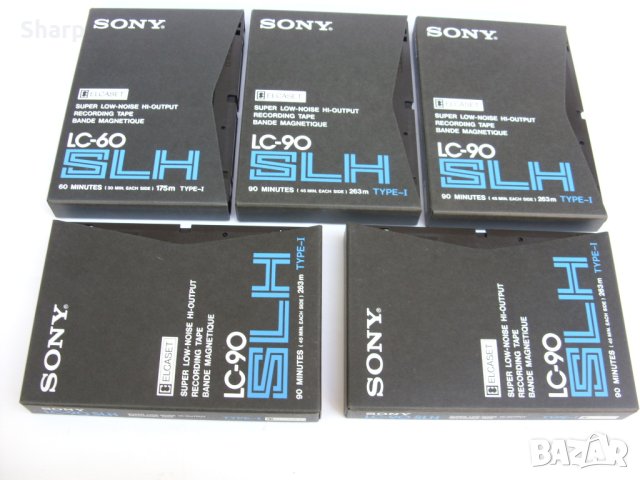 Sharp
SONY®
ELCASET
SUPER LOW-NOISE HI-OUTPUT
RECORDING TAPE
BANDE MAGNETIQUE
LC-60
SLH
60 MINUTES (30 MIN. EACH SIDE) 175m TYPE-I
SONY®
ELCASET
SUPER LOW-NOISE HI-OUTPUT
RECORDING TAPE
BANDE MAGNETIQUE
LC-90
SLH
90 MINUTES (45 MIN. EACH SIDE) 263m TYPE-I
SONY®
ELCASET
SUPER LOW-NOISE HI-OUTPUT
RECORDING TAPE
BANDE MAGNETIQUE
LC-90
SLH
90 MINUTES (45 MIN. EACH SIDE) 263m TYPE-I
SONY®
ELCASET
SUPER LOW-NOISE HI-OUTPUT
RECORDING TAPE
BANDE MAGNETIQUE
LC-90
SLH
90 MINUTES (45 MIN. EACH SIDE) 263m TYPE-I
SONY SLH
SONY®
ELCASET
SUPER LOW-NOISE HI-OUTPUT
RECORDING TAPE
BANDE MAGNETIQUE
LC-90
SLH
90 MINUTES (45 MIN. EACH SIDE) 263m TYPE-I
SONY SLH
BAZAR